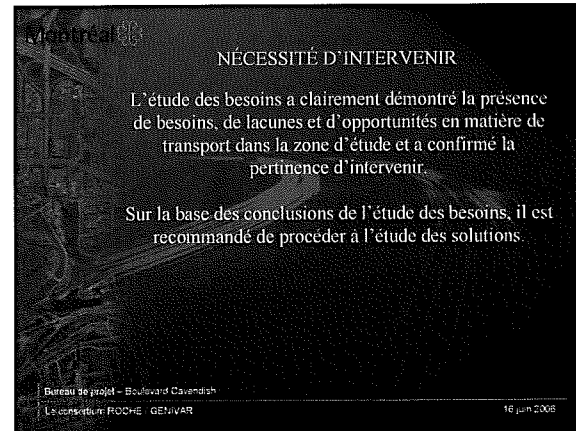 Montréal
NÉCESSITÉ D'INTERVENIR
L'étude des besoins a clairement démontré la présence
de besoins, de lacunes et d'opportunités en matière de
transport dans la zone d'étude et a confirmé la
pertinence d'intervenir.
Sur la base des conclusions de l'étude des besoins, il est
recommandé de procéder à l'étude des solutions.
Bureau de projet – Boulevard Cavendish
Le consortium ROCHE / GENIVAR
16 juin 2006